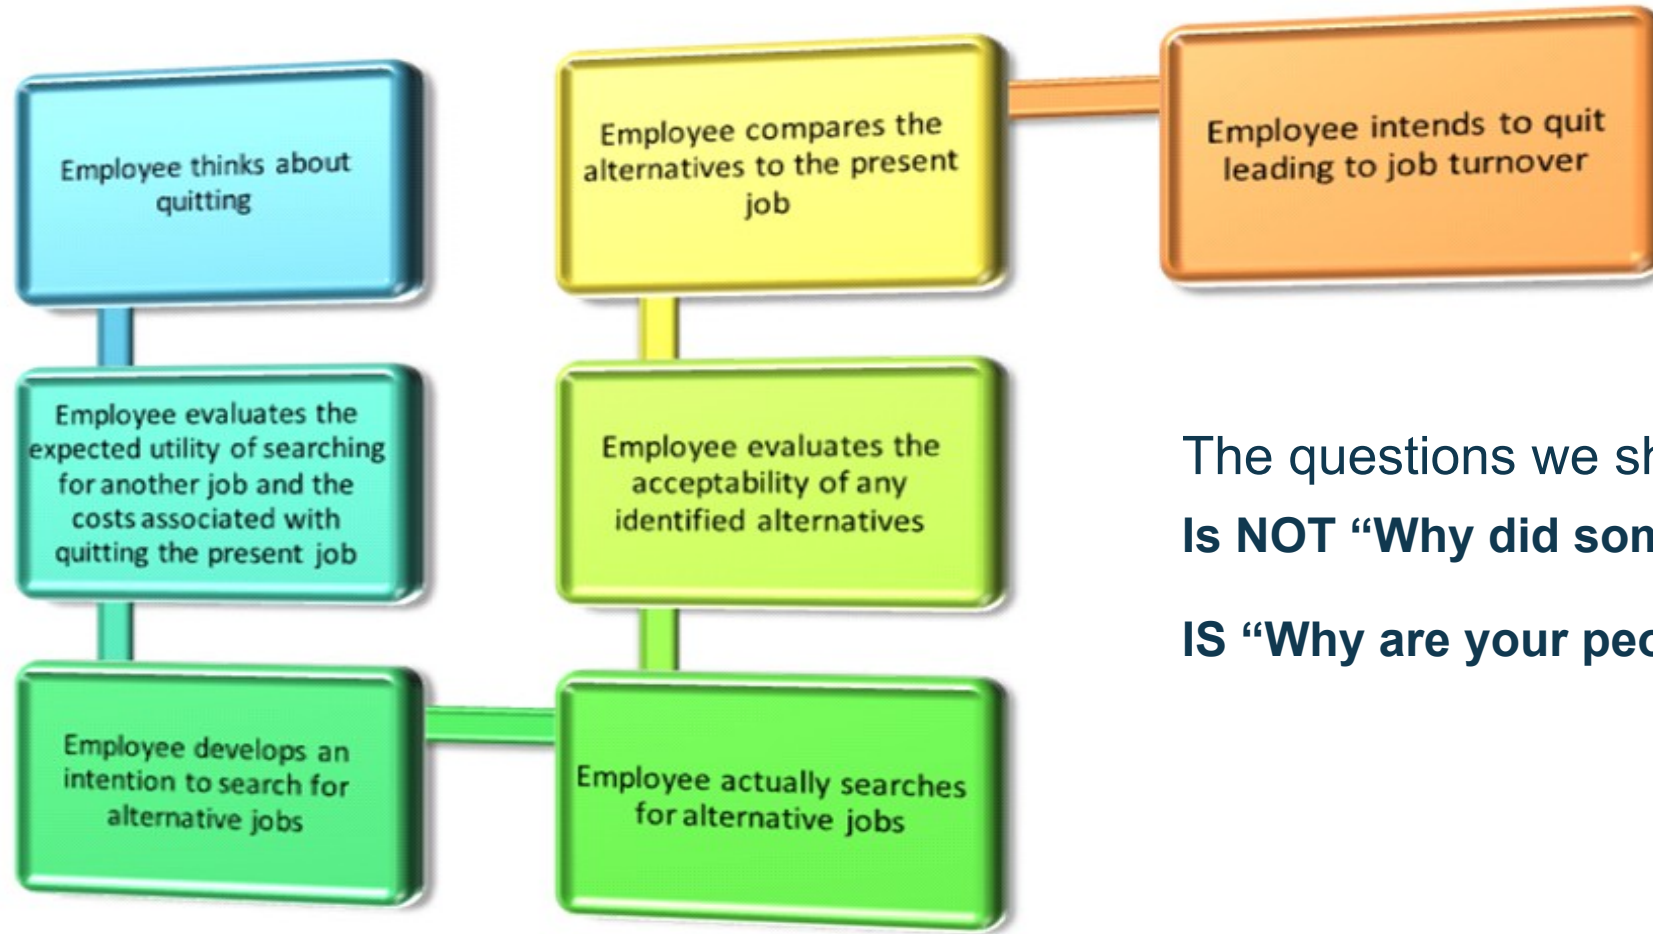 Employee thinks about
quitting
Employee evaluates the
expected utility of searching
for another job and the
costs associated with
quitting the present job
Employee develops an
intention to search for
alternative jobs
Employee actually searches
for alternative jobs
Employee evaluates the
acceptability of any
identified alternatives
Employee compares the
alternatives to the present
job
Employee intends to quit
leading to job turnover
The questions we
Is NOT “Why did
IS “Why are your